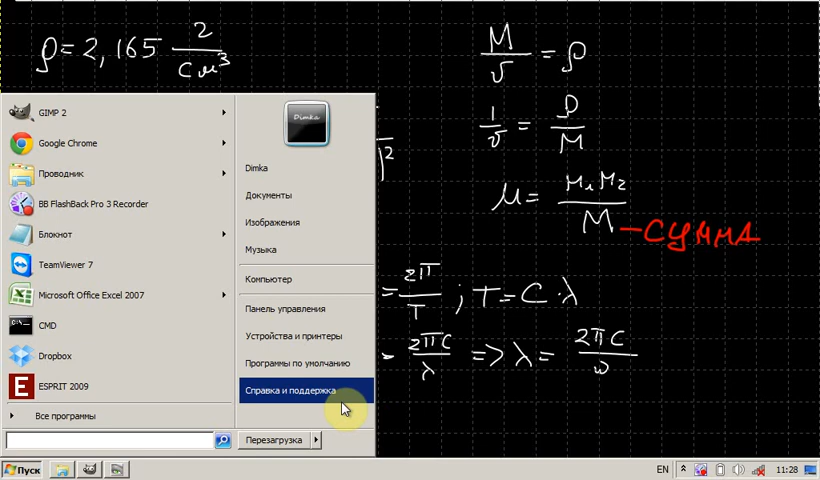 ρ = 2,165 г/см³
M/v = ρ
1/v = ρ/M
2
μ = м₁м₂/M — сумма
= 2π/T ; T = C · λ
- 2πC/λ => λ = 2πC/ω
GIMP 2
Google Chrome
Проводник
BB FlashBack Pro 3 Recorder
Блокнот
TeamViewer 7
Microsoft Office Excel 2007
CMD
Dropbox
ESPRIT 2009
Все программы
Dimka
Dimka
Документы
Изображения
Музыка
Компьютер
Панель управления
Устройства и принтеры
Программы по умолчанию
Справка и поддержка
Перезагрузка
Пуск
EN
11:28